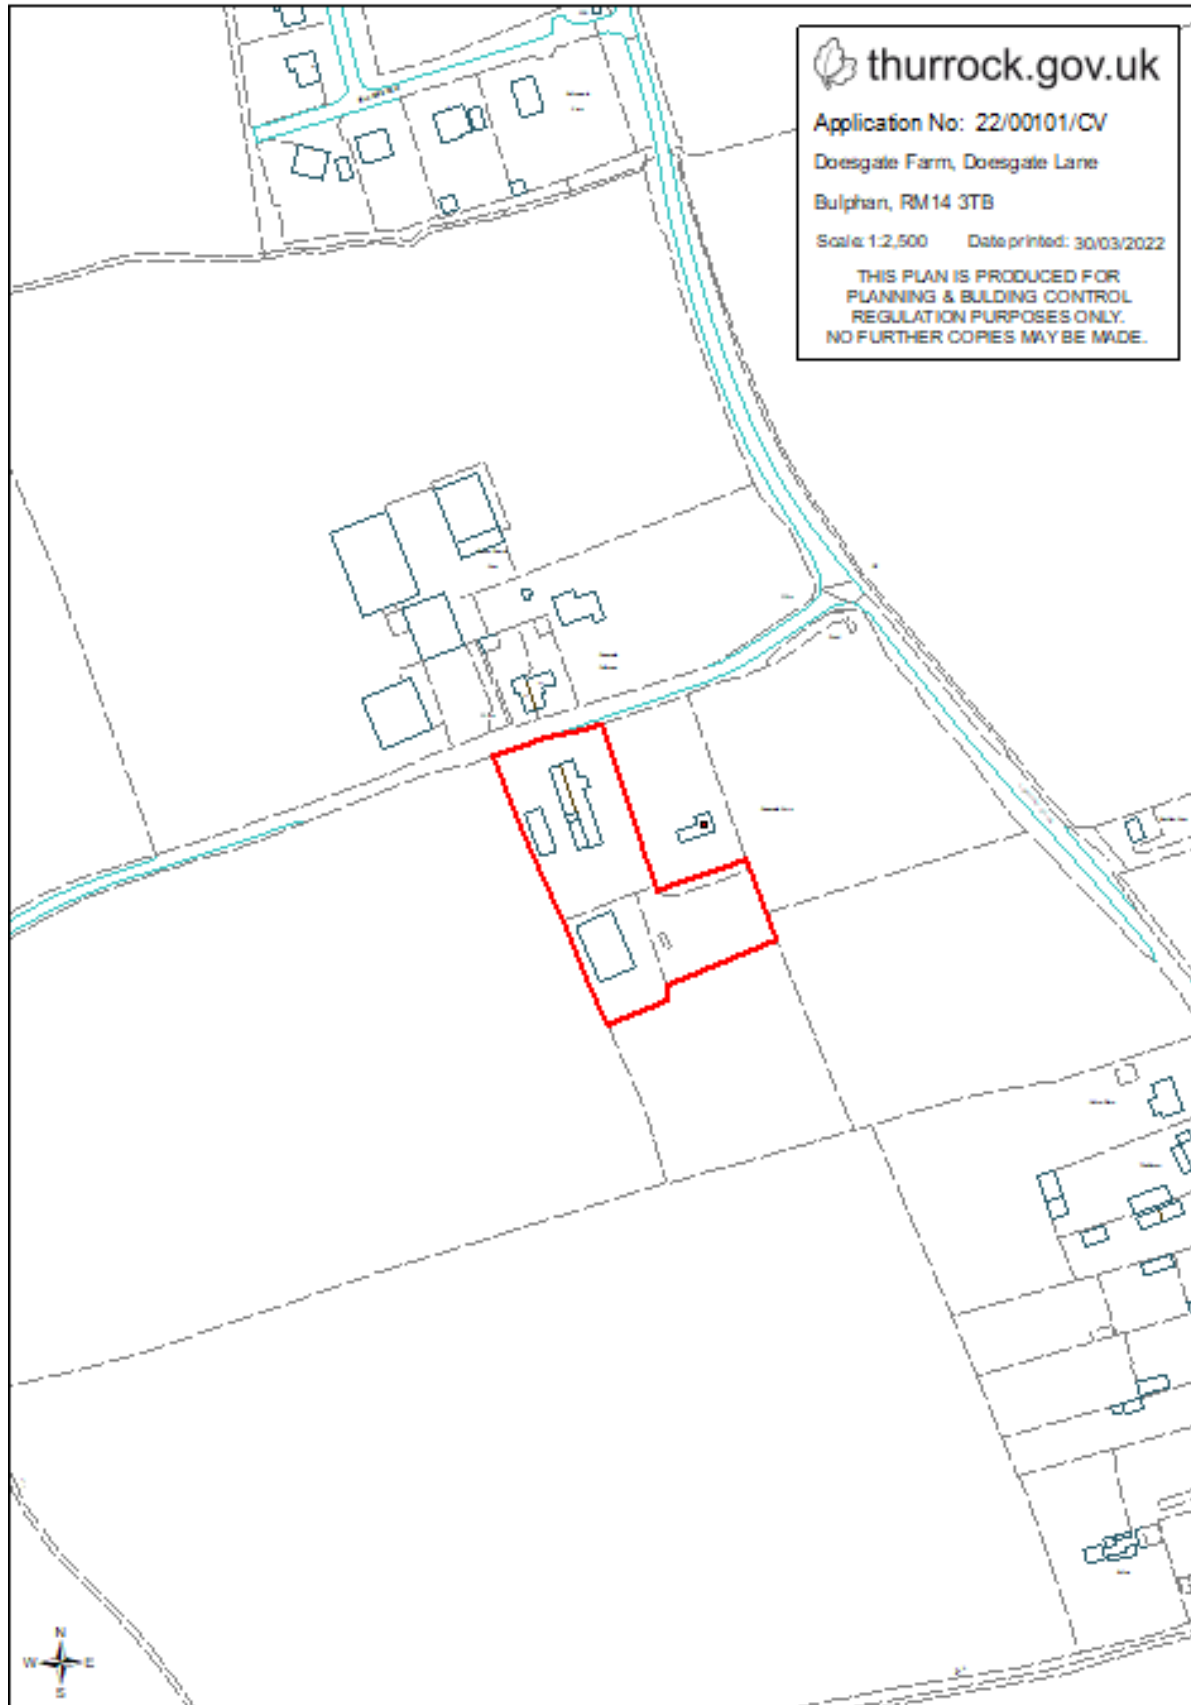 thurrock.gov.uk
Application No: 22/00101/CV
Doesgate Farm, Doesgate Lane
Bulphan, RM14 3TB
Scale: 1:2,500 Date printed: 30/03/2022
THIS PLAN IS PRODUCED FOR
PLANNING & BULDING CONTROL
REGULATION PURPOSES ONLY.
NO FURTHER COPIES MAY BE MADE.
N
W E
S